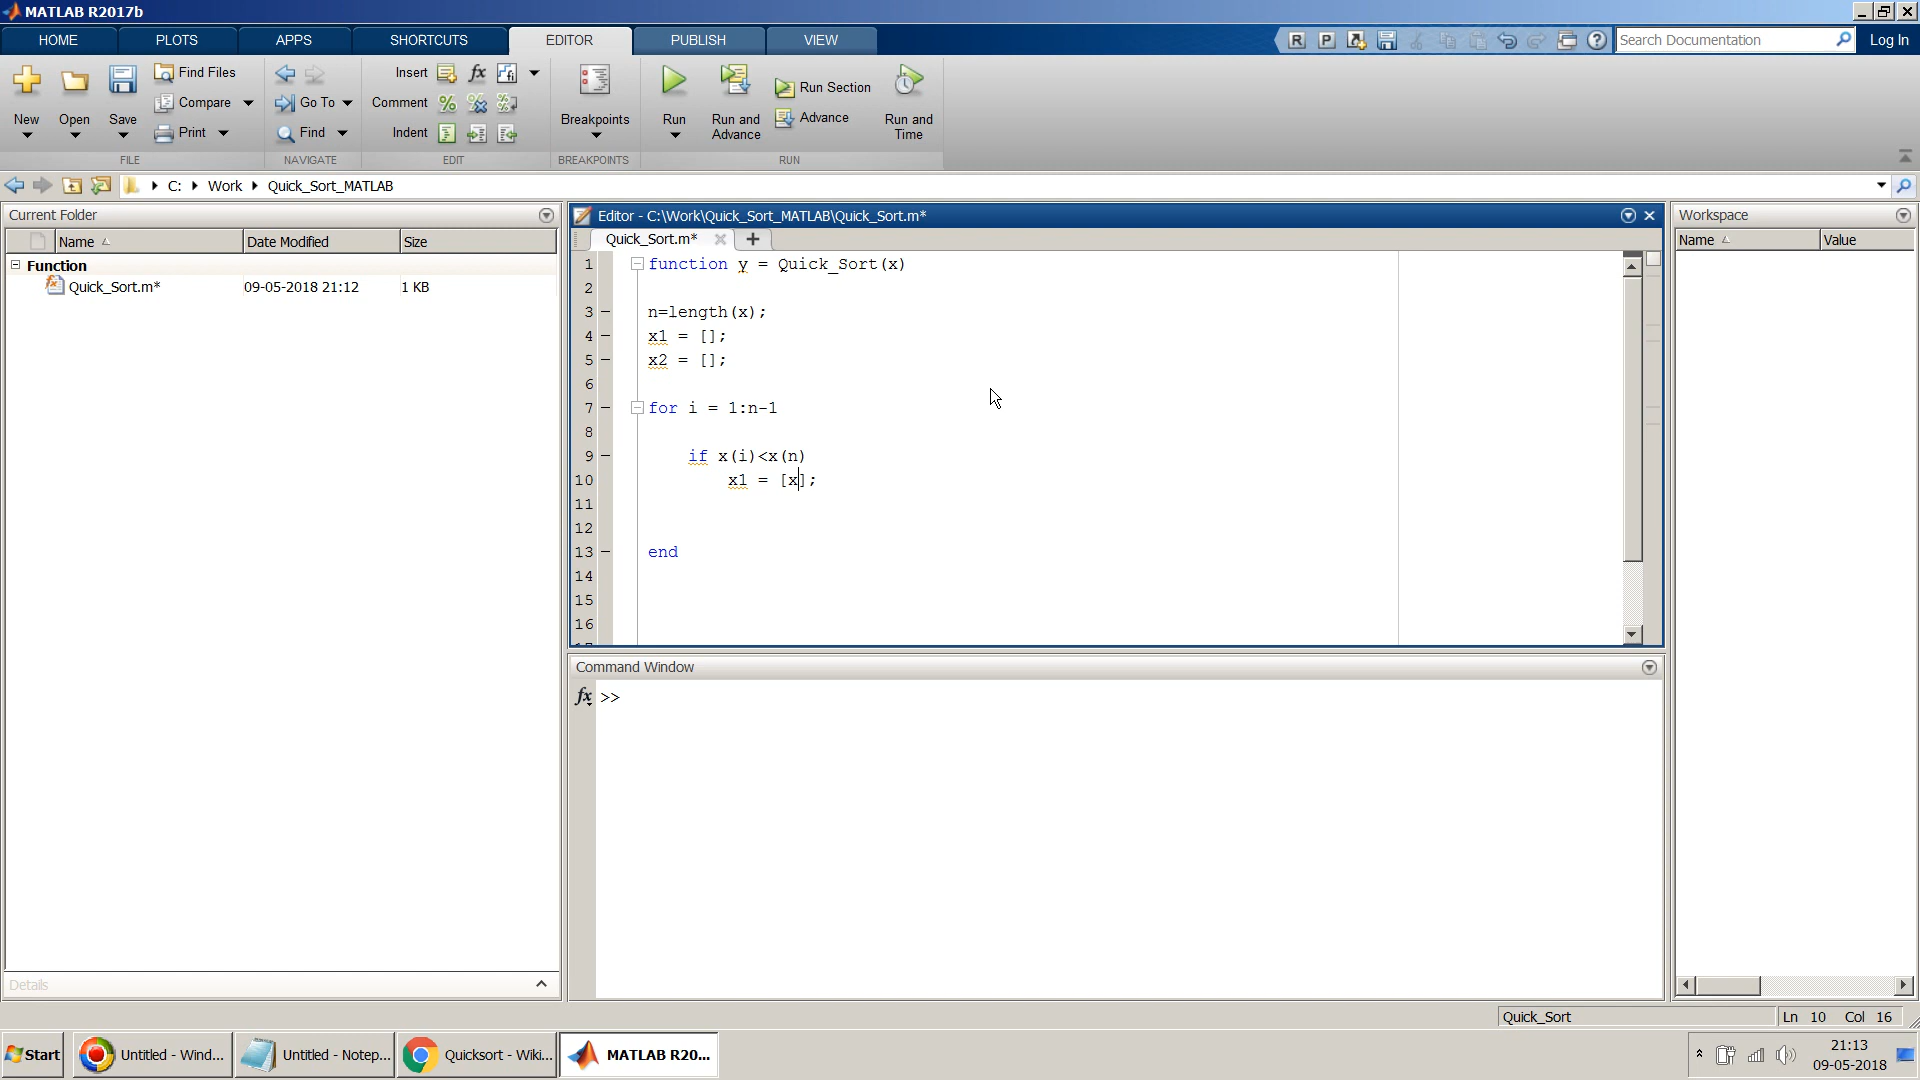 MATLAB R2017b
HOME PLOTS APPS SHORTCUTS EDITOR PUBLISH VIEW
Search Documentation
Log In
New
Open
Save
Find Files
Compare
Print
FILE
Go To
Find
NAVIGATE
Insert
Comment
Indent
EDIT
Breakpoints
BREAKPOINTS
Run
Run and Advance
Run Section
Advance
Run and Time
RUN
C: Work Quick_Sort_MATLAB
Current Folder
Name Date Modified Size
Function
Quick_Sort.m* 09-05-2018 21:12 1 KB
Details
Editor - C:\Work\Quick_Sort_MATLAB\Quick_Sort.m*
Quick_Sort.m*
1 function y = Quick_Sort(x)
2
3 n=length(x);
4 x1 = [];
5 x2 = [];
6
7 for i = 1:n-1
8
9 if x(i)<x(n)
10 x1 = [x];
11
12
13 end
14
15
16
Command Window
fx >>
Workspace
Name Value
Quick_Sort
Ln 10 Col 16
Start
Untitled - Wind...
Untitled - Notep...
Quicksort - Wiki...
MATLAB R20...
21:13
09-05-2018